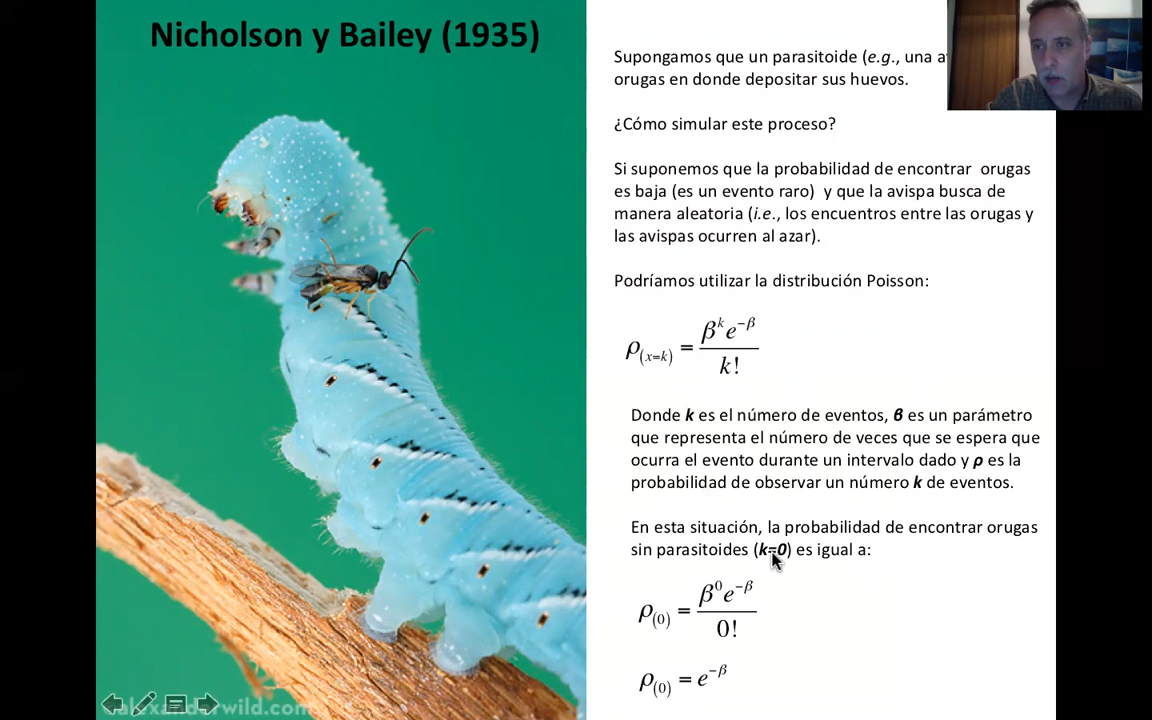 Nicholson y Bailey (1935)
Supongamos que un parasitoide (e.g., una
orugas en donde depositar sus huevos.
¿Cómo simular este proceso?
Si suponemos que la probabilidad de encontrar orugas
es baja (es un evento raro) y que la avispa busca de
manera aleatoria (i.e., los encuentros entre las orugas y
las avispas ocurren al azar).
Podríamos utilizar la distribución Poisson:
ρ(x=k) = β^k e^−β / k!
Donde k es el número de eventos, β es un parámetro
que representa el número de veces que se espera que
ocurra el evento durante un intervalo dado y ρ es la
probabilidad de observar un número k de eventos.
En esta situación, la probabilidad de encontrar orugas
sin parasitoides (k=0) es igual a:
ρ(0) = β^0 e^−β / 0!
ρ(0) = e^−β
alexanderwild.com